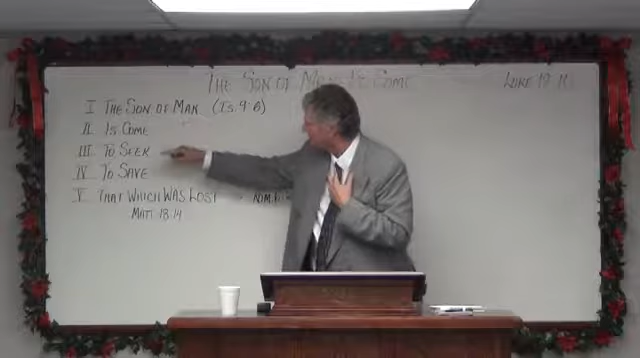 THE SON OF MAN IS COME LUKE 19:10
I THE SON OF MAN (IS. 9:6)
II IS COME
III TO SEEK
IV TO SAVE
V THAT WHICH WAS LOST
MATT 18:14